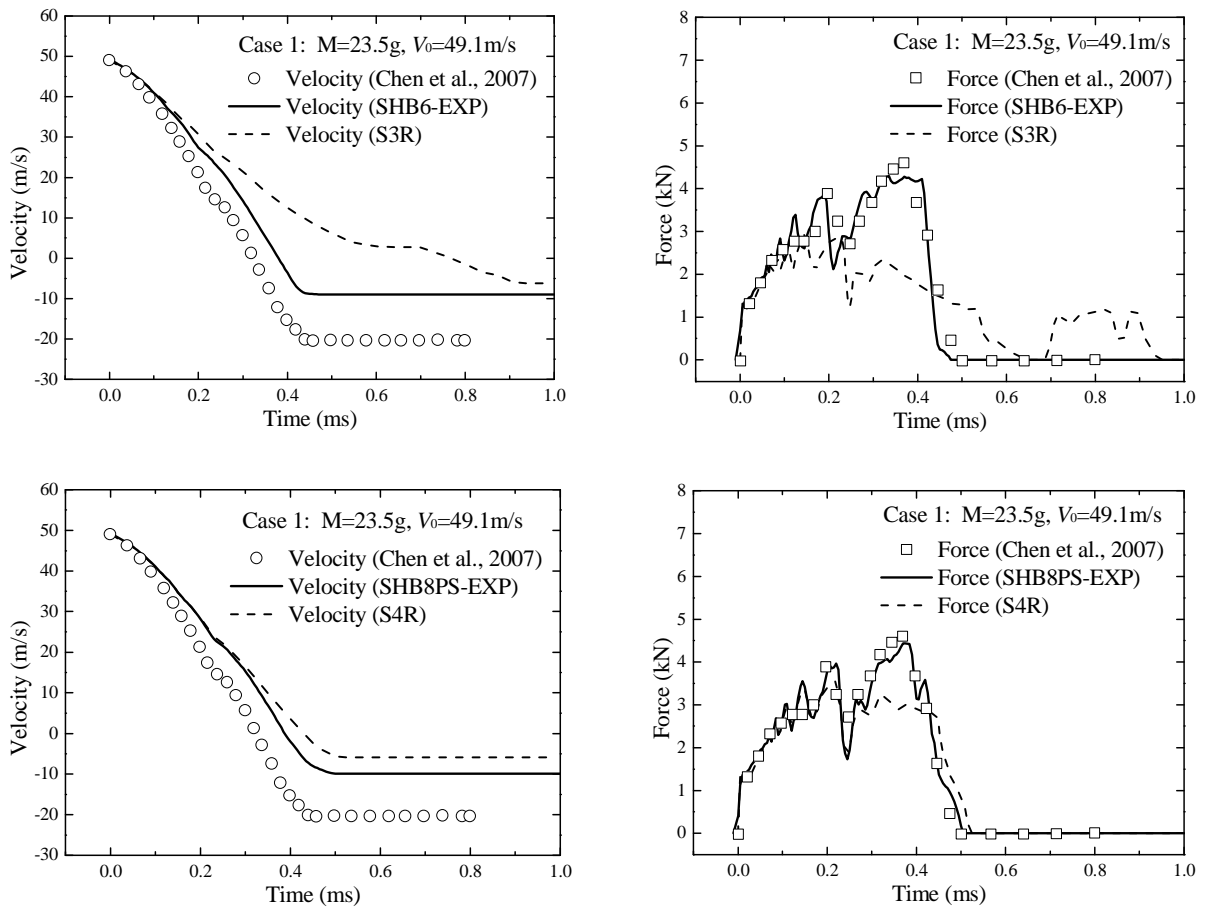 60
50
40
30
20
10
0
-10
-20
-30
Velocity (m/s)
Case 1: M=23.5g, V0=49.1m/s
Velocity (Chen et al., 2007)
Velocity (SHB6-EXP)
Velocity (S3R)
0.0 0.2 0.4 0.6 0.8 1.0
Time (ms)
8
7
6
5
4
3
2
1
0
Force (kN)
Case 1: M=23.5g, V0=49.1m/s
Force (Chen et al., 2007)
Force (SHB6-EXP)
Force (S3R)
0.0 0.2 0.4 0.6 0.8 1.0
Time (ms)
60
50
40
30
20
10
0
-10
-20
-30
Velocity (m/s)
Case 1: M=23.5g, V0=49.1m/s
Velocity (Chen et al., 2007)
Velocity (SHB8PS-EXP)
Velocity (S4R)
0.0 0.2 0.4 0.6 0.8 1.0
Time (ms)
8
7
6
5
4
3
2
1
0
Force (kN)
Case 1: M=23.5g, V0=49.1m/s
Force (Chen et al., 2007)
Force (SHB8PS-EXP)
Force (S4R)
0.0 0.2 0.4 0.6 0.8 1.0
Time (ms)